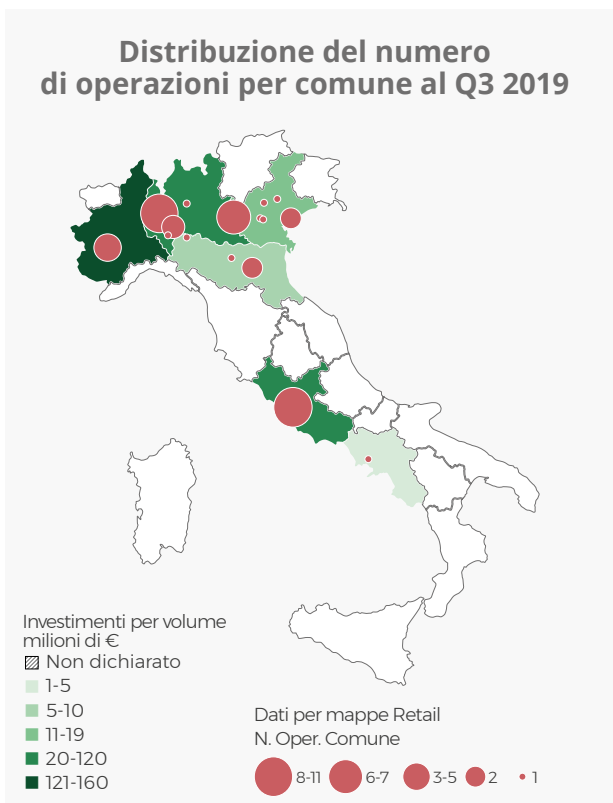 Distribuzione del numero
di operazioni per comune al Q3 2019
Investimenti per volume
milioni di €
Non dichiarato
1-5
5-10
11-19
20-120
121-160
Dati per mappe Retail
N. Oper. Comune
8-11 6-7 3-5 2 1